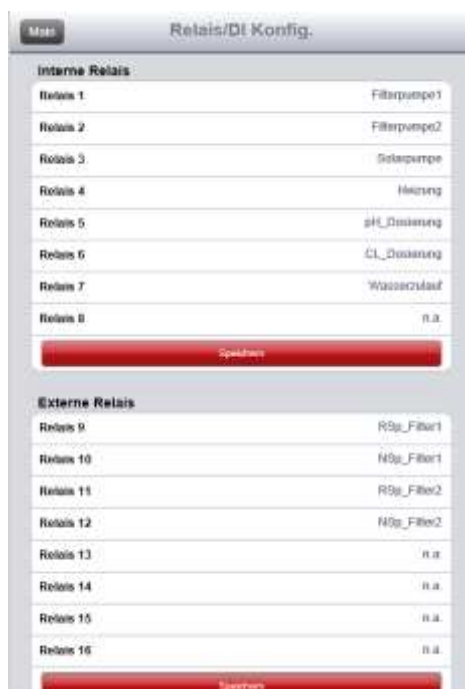 Main
Relais/DI Konfig.
Interne Relais
Relais 1 Filterpumpe1
Relais 2 Filterpumpe2
Relais 3 Solarpumpe
Relais 4 Heizung
Relais 5 pH_Dosierung
Relais 6 CL_Dosierung
Relais 7 Wasserzulauf
Relais 8 n.a.
Speichern
Externe Relais
Relais 9 RSp_Filter1
Relais 10 NSp_Filter1
Relais 11 RSp_Filter2
Relais 12 NSp_Filter2
Relais 13 n.a.
Relais 14 n.a.
Relais 15 n.a.
Relais 16 n.a.
Speichern